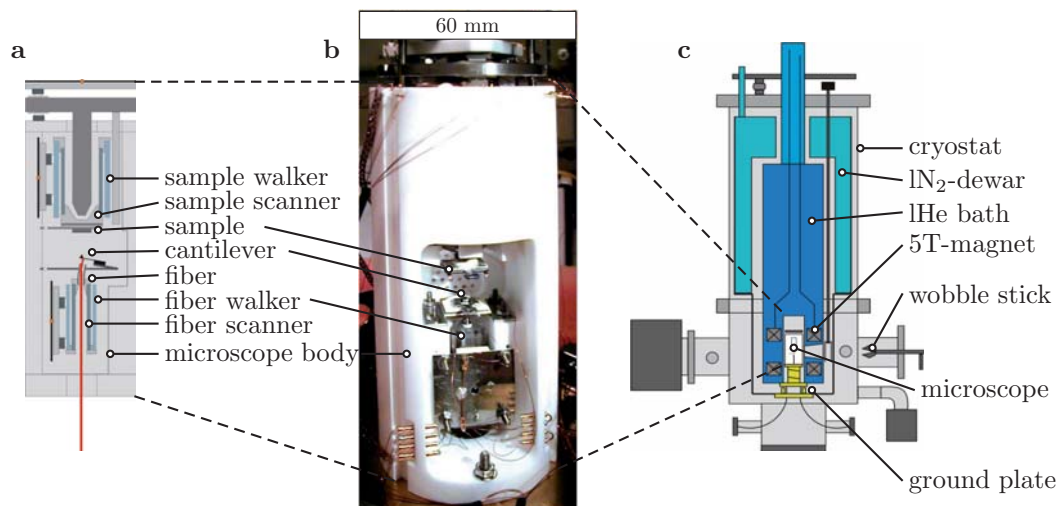 60 mm
a
b
c
sample walker
sample scanner
sample
cantilever
fiber
fiber walker
fiber scanner
microscope body
cryostat
lN₂-dewar
lHe bath
5T-magnet
wobble stick
microscope
ground plate